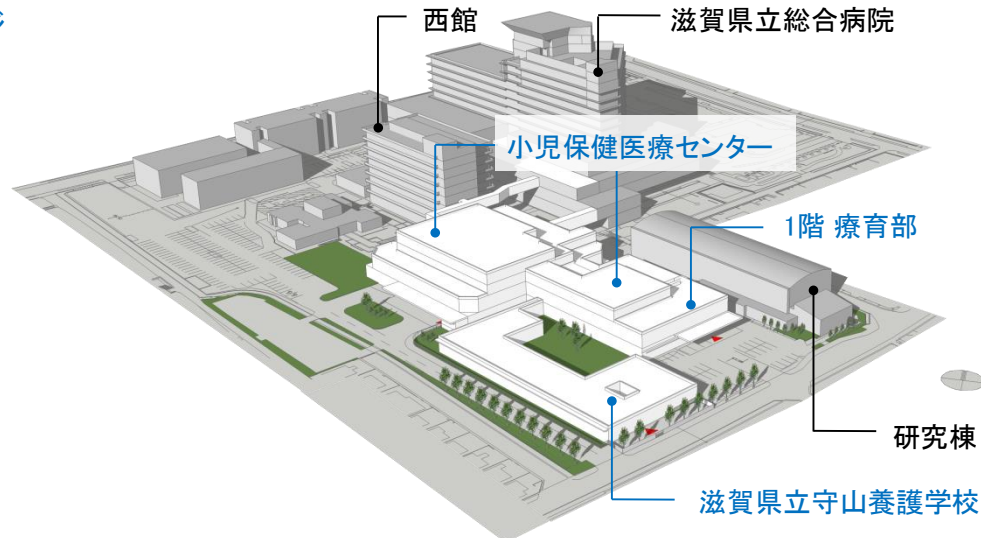 西館
滋賀県立総合病院
小児保健医療センター
1階 療育部
研究棟
滋賀県立守山養護学校